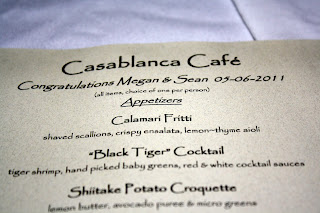 Casablanca Café
Congratulations Megan & Sean 05-06-2011
(all items, choice of one per person)
Appetizers
Calamari Fritti
shaved scallions, crispy ensalata, lemon~thyme aioli
"Black Tiger" Cocktail
tiger shrimp, hand picked baby greens, red & white cocktail sauces
Shiitake Potato Croquette
lemon butter, avocado puree & micro greens